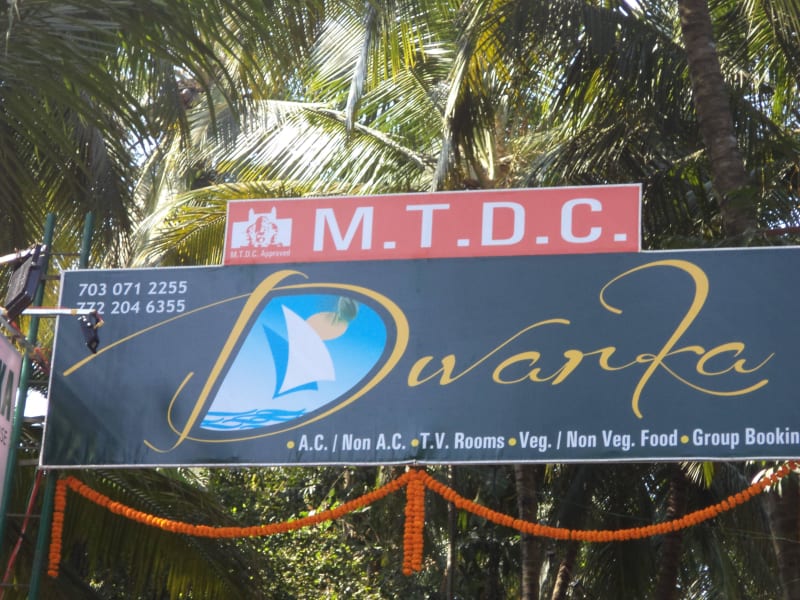 M.T.D.C.
M.T.D.C. Approved
703 071 2255
772 204 6355
Dwarka
• A.C. / Non A.C. • T.V. Rooms • Veg. / Non Veg. Food • Group Bookin